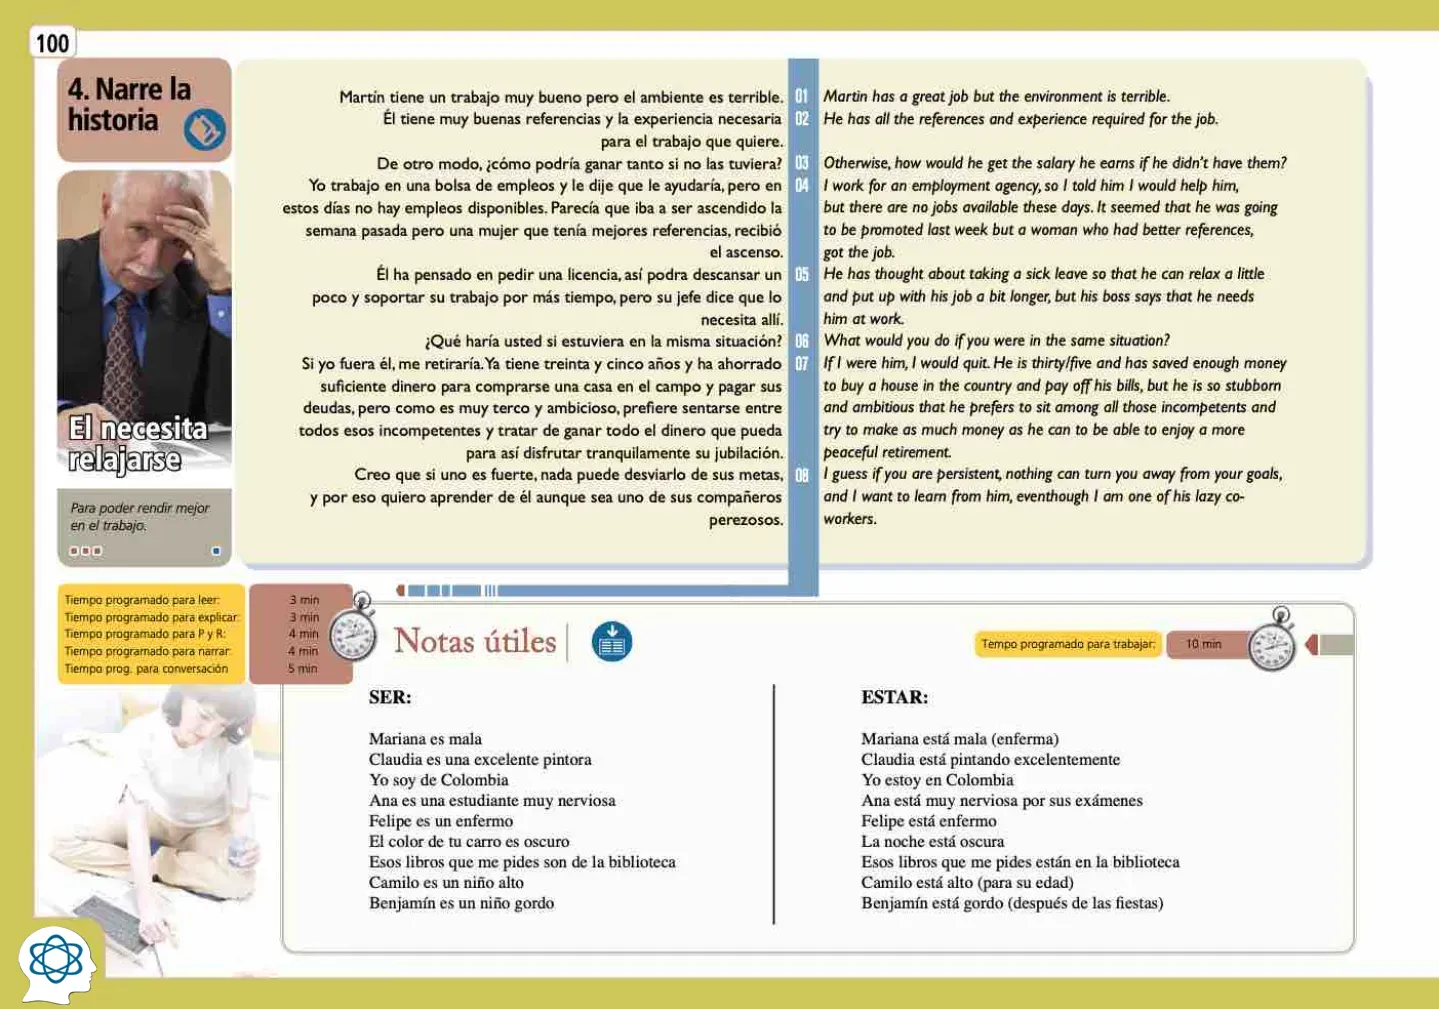 100
4. Narre la
historia
El necesita
relajarse
Para poder rendir mejor
en el trabajo.
Martín tiene un trabajo muy bueno pero el ambiente es terrible.
Él tiene muy buenas referencias y la experiencia necesaria
para el trabajo que quiere.
De otro modo, ¿cómo podría ganar tanto si no las tuviera?
Yo trabajo en una bolsa de empleos y le dije que le ayudaría, pero en
estos días no hay empleos disponibles. Parecía que iba a ser ascendido la
semana pasada pero una mujer que tenía mejores referencias, recibió
el ascenso.
Él ha pensado en pedir una licencia, así podra descansar un
poco y soportar su trabajo por más tiempo, pero su jefe dice que lo
necesita allí.
¿Qué haría usted si estuviera en la misma situación?
Si yo fuera él, me retiraría. Ya tiene treinta y cinco años y ha ahorrado
suficiente dinero para comprarse una casa en el campo y pagar sus
deudas, pero como es muy terco y ambicioso, prefiere sentarse entre
todos esos incompetentes y tratar de ganar todo el dinero que pueda
para así disfrutar tranquilamente su jubilación.
Creo que si uno es fuerte, nada puede desviarlo de sus metas,
y por eso quiero aprender de él aunque sea uno de sus compañeros
perezosos.
01
02
03
04
05
06
07
08
Martin has a great job but the environment is terrible.
He has all the references and experience required for the job.
Otherwise, how would he get the salary he earns if he didn't have them?
I work for an employment agency, so I told him I would help him,
but there are no jobs available these days. It seemed that he was going
to be promoted last week but a woman who had better references,
got the job.
He has thought about taking a sick leave so that he can relax a little
and put up with his job a bit longer, but his boss says that he needs
him at work.
What would you do if you were in the same situation?
If I were him, I would quit. He is thirty/five and has saved enough money
to buy a house in the country and pay off his bills, but he is so stubborn
and ambitious that he prefers to sit among all those incompetents and
try to make as much money as he can to be able to enjoy a more
peaceful retirement.
I guess if you are persistent, nothing can turn you away from your goals,
and I want to learn from him, eventhough I am one of his lazy co-
workers.
Tiempo programado para leer: 3 min
Tiempo programado para explicar: 3 min
Tiempo programado para P y R: 4 min
Tiempo programado para narrar: 4 min
Tiempo prog. para conversación 5 min
Notas útiles
Tiempo programado para trabajar: 10 min
SER:
Mariana es mala
Claudia es una excelente pintora
Yo soy de Colombia
Ana es una estudiante muy nerviosa
Felipe es un enfermo
El color de tu carro es oscuro
Esos libros que me pides son de la biblioteca
Camilo es un niño alto
Benjamín es un niño gordo
ESTAR:
Mariana está mala (enferma)
Claudia está pintando excelentemente
Yo estoy en Colombia
Ana está muy nerviosa por sus exámenes
Felipe está enfermo
La noche está oscura
Esos libros que me pides están en la biblioteca
Camilo está alto (para su edad)
Benjamín está gordo (después de las fiestas)